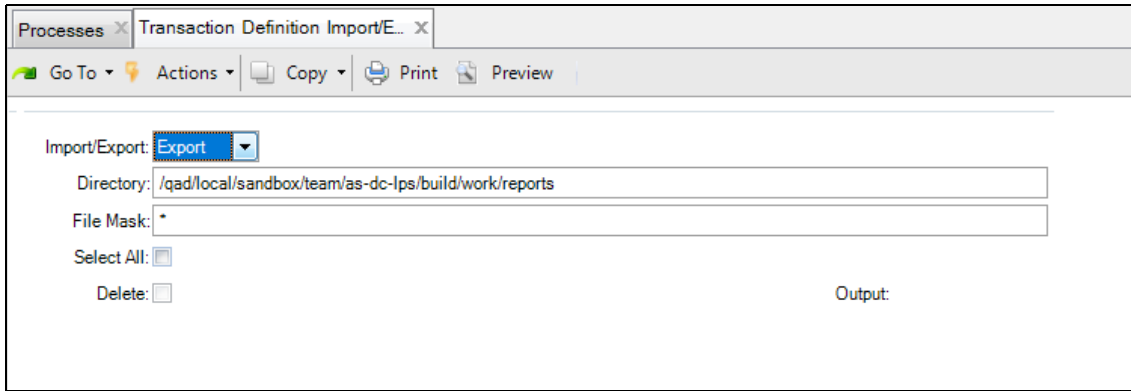 Processes Transaction Definition Import/E...
Go To Actions Copy Print Preview
Import/Export: Export
Directory: /qad/local/sandbox/team/as-dc-lps/build/work/reports
File Mask: *
Select All:
Delete: Output: